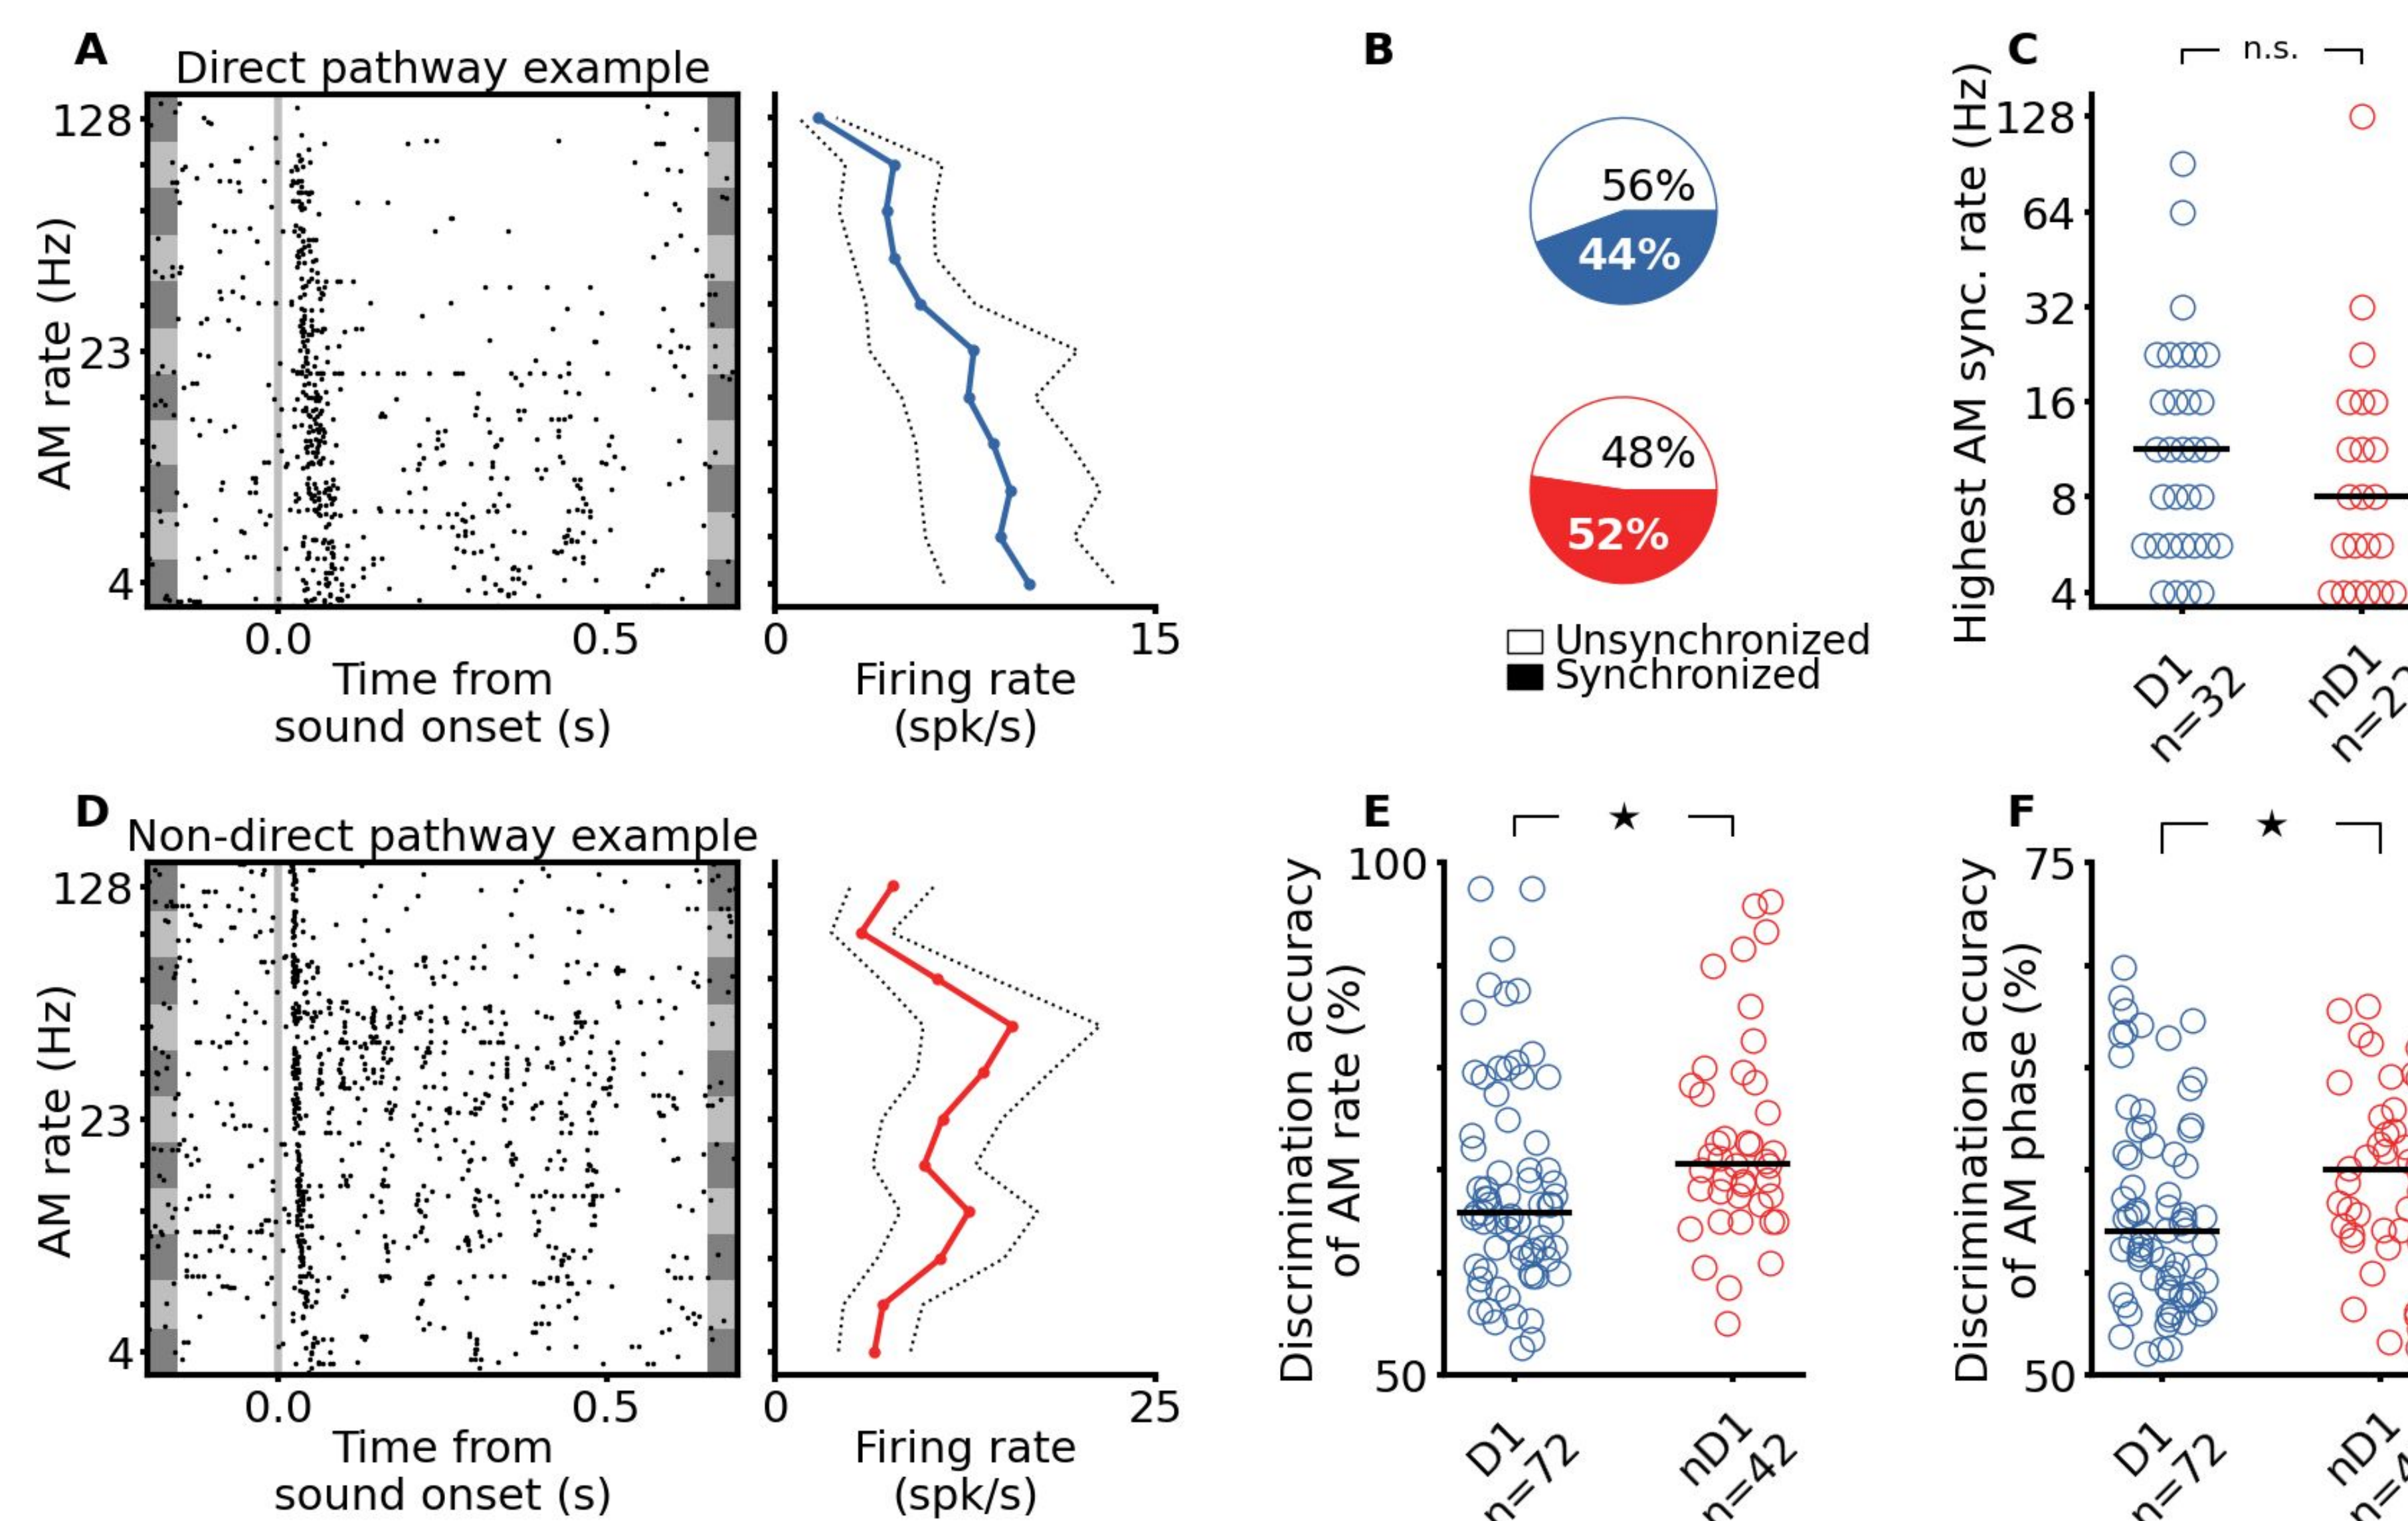 A
Direct pathway example
128
23
4
AM rate (Hz)
0.0
0.5
Time from
sound onset (s)
0
15
Firing rate
(spk/s)
B
56%
44%
48%
52%
Unsynchronized
Synchronized
C
n.s.
Highest AM sync. rate (Hz)
128
64
32
16
8
4
D1
n=32
nD1
n=22
D
Non-direct pathway example
128
23
4
AM rate (Hz)
0.0
0.5
Time from
sound onset (s)
0
25
Firing rate
(spk/s)
E
★
Discrimination accuracy
of AM rate (%)
100
50
D1
n=72
nD1
n=42
F
★
Discrimination accuracy
of AM phase (%)
75
50
D1
n=72
nD1